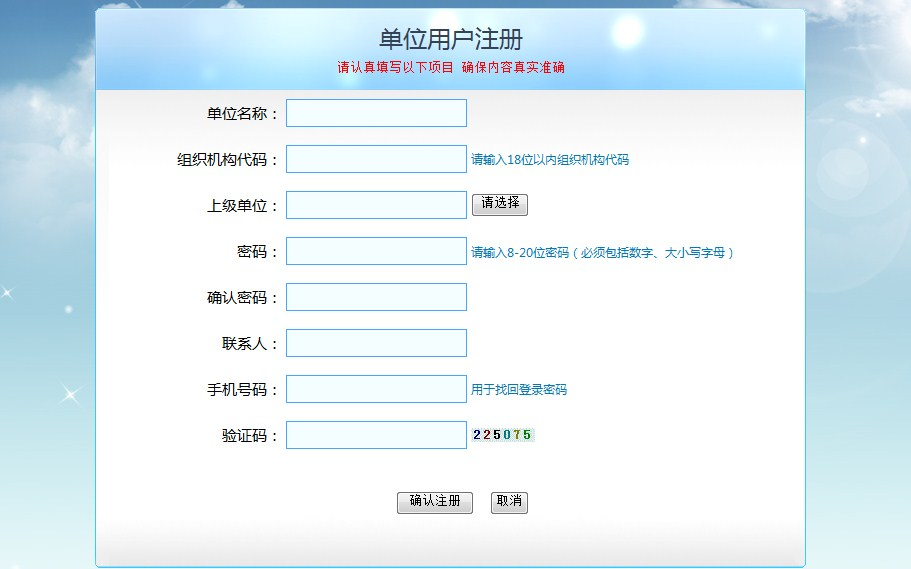 单位用户注册
请认真填写以下项目 确保内容真实准确
单位名称：
组织机构代码： 请输入18位以内组织机构代码
上级单位： 请选择
密码： 请输入8-20位密码（必须包括数字、大小写字母）
确认密码：
联系人：
手机号码： 用于找回登录密码
验证码： 225075
确认注册 取消